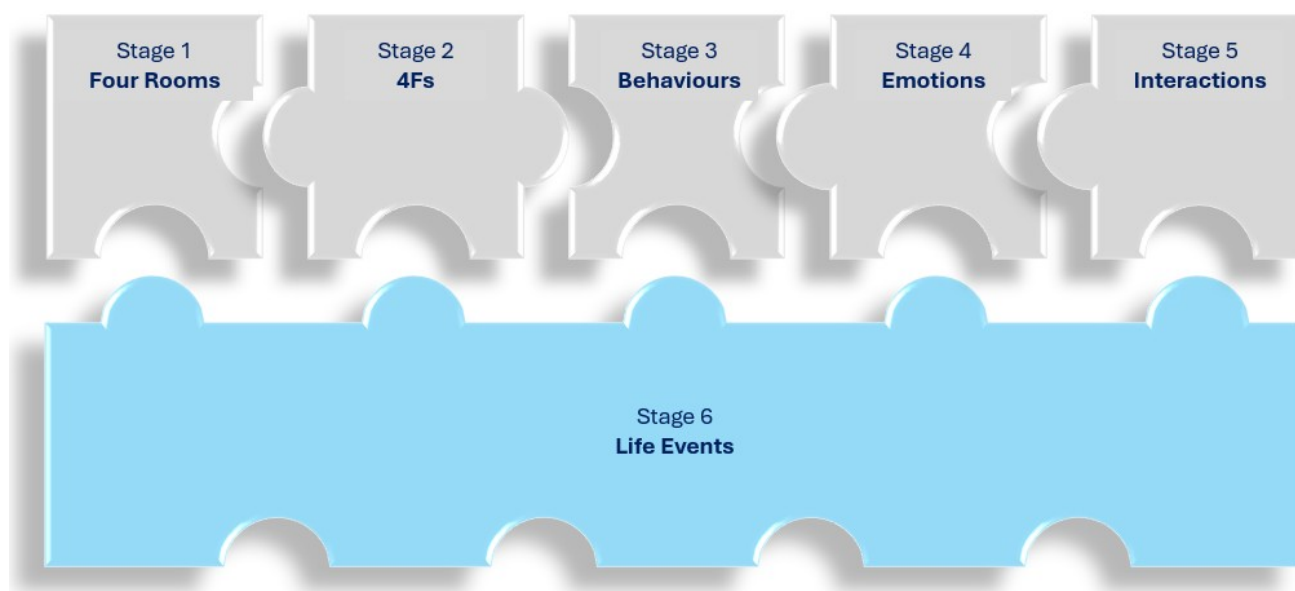 Stage 1
Four Rooms
Stage 2
4Fs
Stage 3
Behaviours
Stage 4
Emotions
Stage 5
Interactions
Stage 6
Life Events